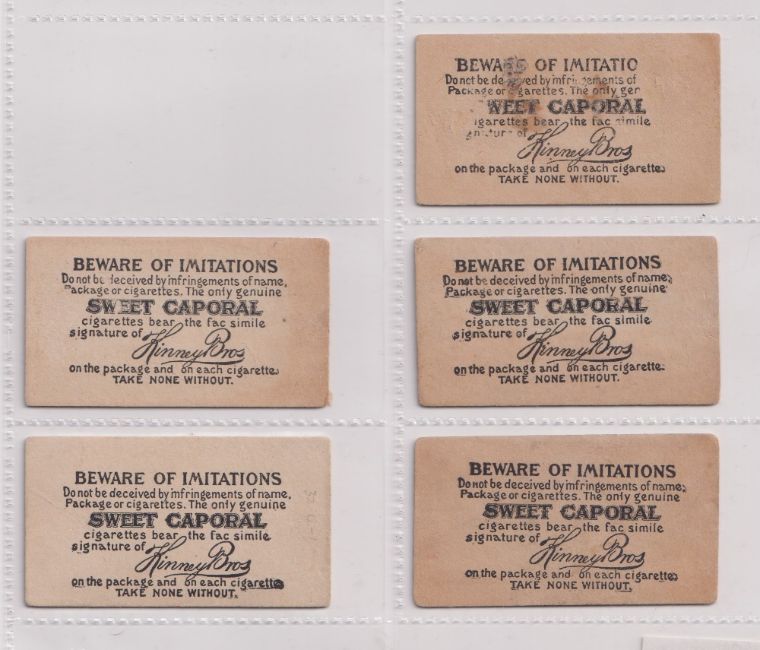 BEWARE OF IMITATIO
Do not be de ved by infri ements of
Package or cigarettes. The only gen
WEET CAPORAL
igarettes bear the fac simile
gnature of Kinney Bros
on the package and on each cigarette.
TAKE NONE WITHOUT.
BEWARE OF IMITATIONS
Do not be deceived by infringements of name,
Package or cigarettes. The only genuine
SWEET CAPORAL
cigarettes bear the fac simile
signature of Kinney Bros
on the package and on each cigarette.
TAKE NONE WITHOUT.
BEWARE OF IMITATIONS
Do not be deceived by infringements of name,
Package or cigarettes. The only genuine
SWEET CAPORAL
cigarettes bear the fac simile
signature of Kinney Bros
on the package and on each cigarette.
TAKE NONE WITHOUT.
BEWARE OF IMITATIONS
Do not be deceived by infringements of name,
Package or cigarettes. The only genuine
SWEET CAPORAL
cigarettes bear the fac simile
signature of Kinney Bros
on the package and on each cigarette
TAKE NONE WITHOUT.
BEWARE OF IMITATIONS
Do not be deceived by infringements of name,
Package or cigarettes. The only genuine
SWEET CAPORAL
cigarettes bear the fac simile
signature of Kinney Bros
on the package and on each cigarette
TAKE NONE WITHOUT.